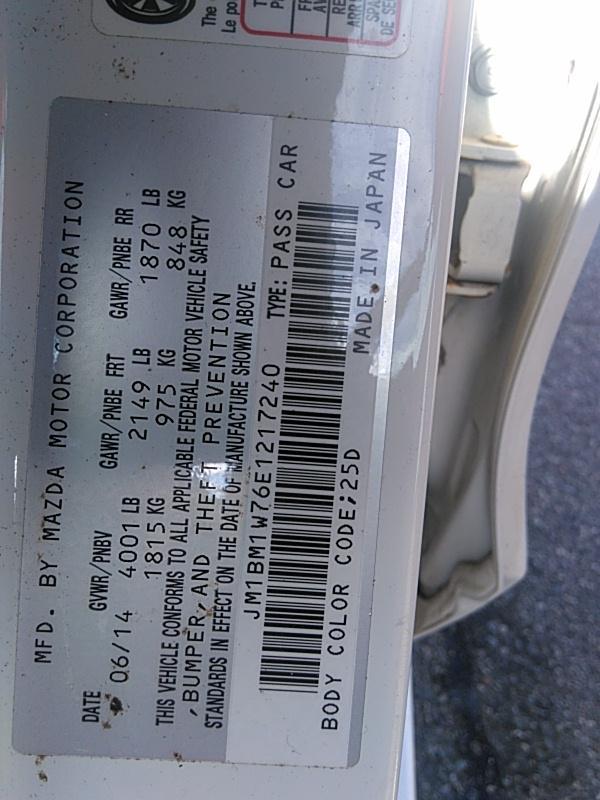 The
Le po
MFD. BY MAZDA MOTOR CORPORATION
DATE GVWR/PNBV GAWR/PNBE FRT GAWR/PNBE RR
06/14 4001 LB 2149 LB 1870 LB
1815 KG 975 KG 848 KG
THIS VEHICLE CONFORMS TO ALL APPLICABLE FEDERAL MOTOR VEHICLE SAFETY
, BUMPER, AND THEFT PREVENTION
STANDARDS IN EFFECT ON THE DATE OF MANUFACTURE SHOWN ABOVE.
JM1BM1W76E1217240 TYPE: PASS CAR
BODY COLOR CODE;25D MADE IN JAPAN